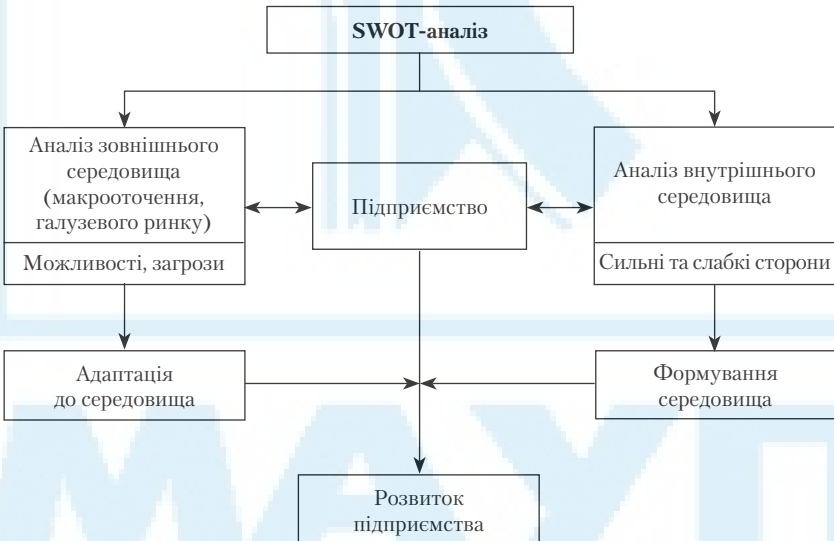 SWOT-аналіз
Аналіз зовнішнього
середовища
(макрооточення,
галузевого ринку)
Можливості, загрози
Підприємство
Аналіз внутрішнього
середовища
Сильні та слабкі сторони
Адаптація
до середовища
Формування
середовища
Розвиток
підприємства
МАУП